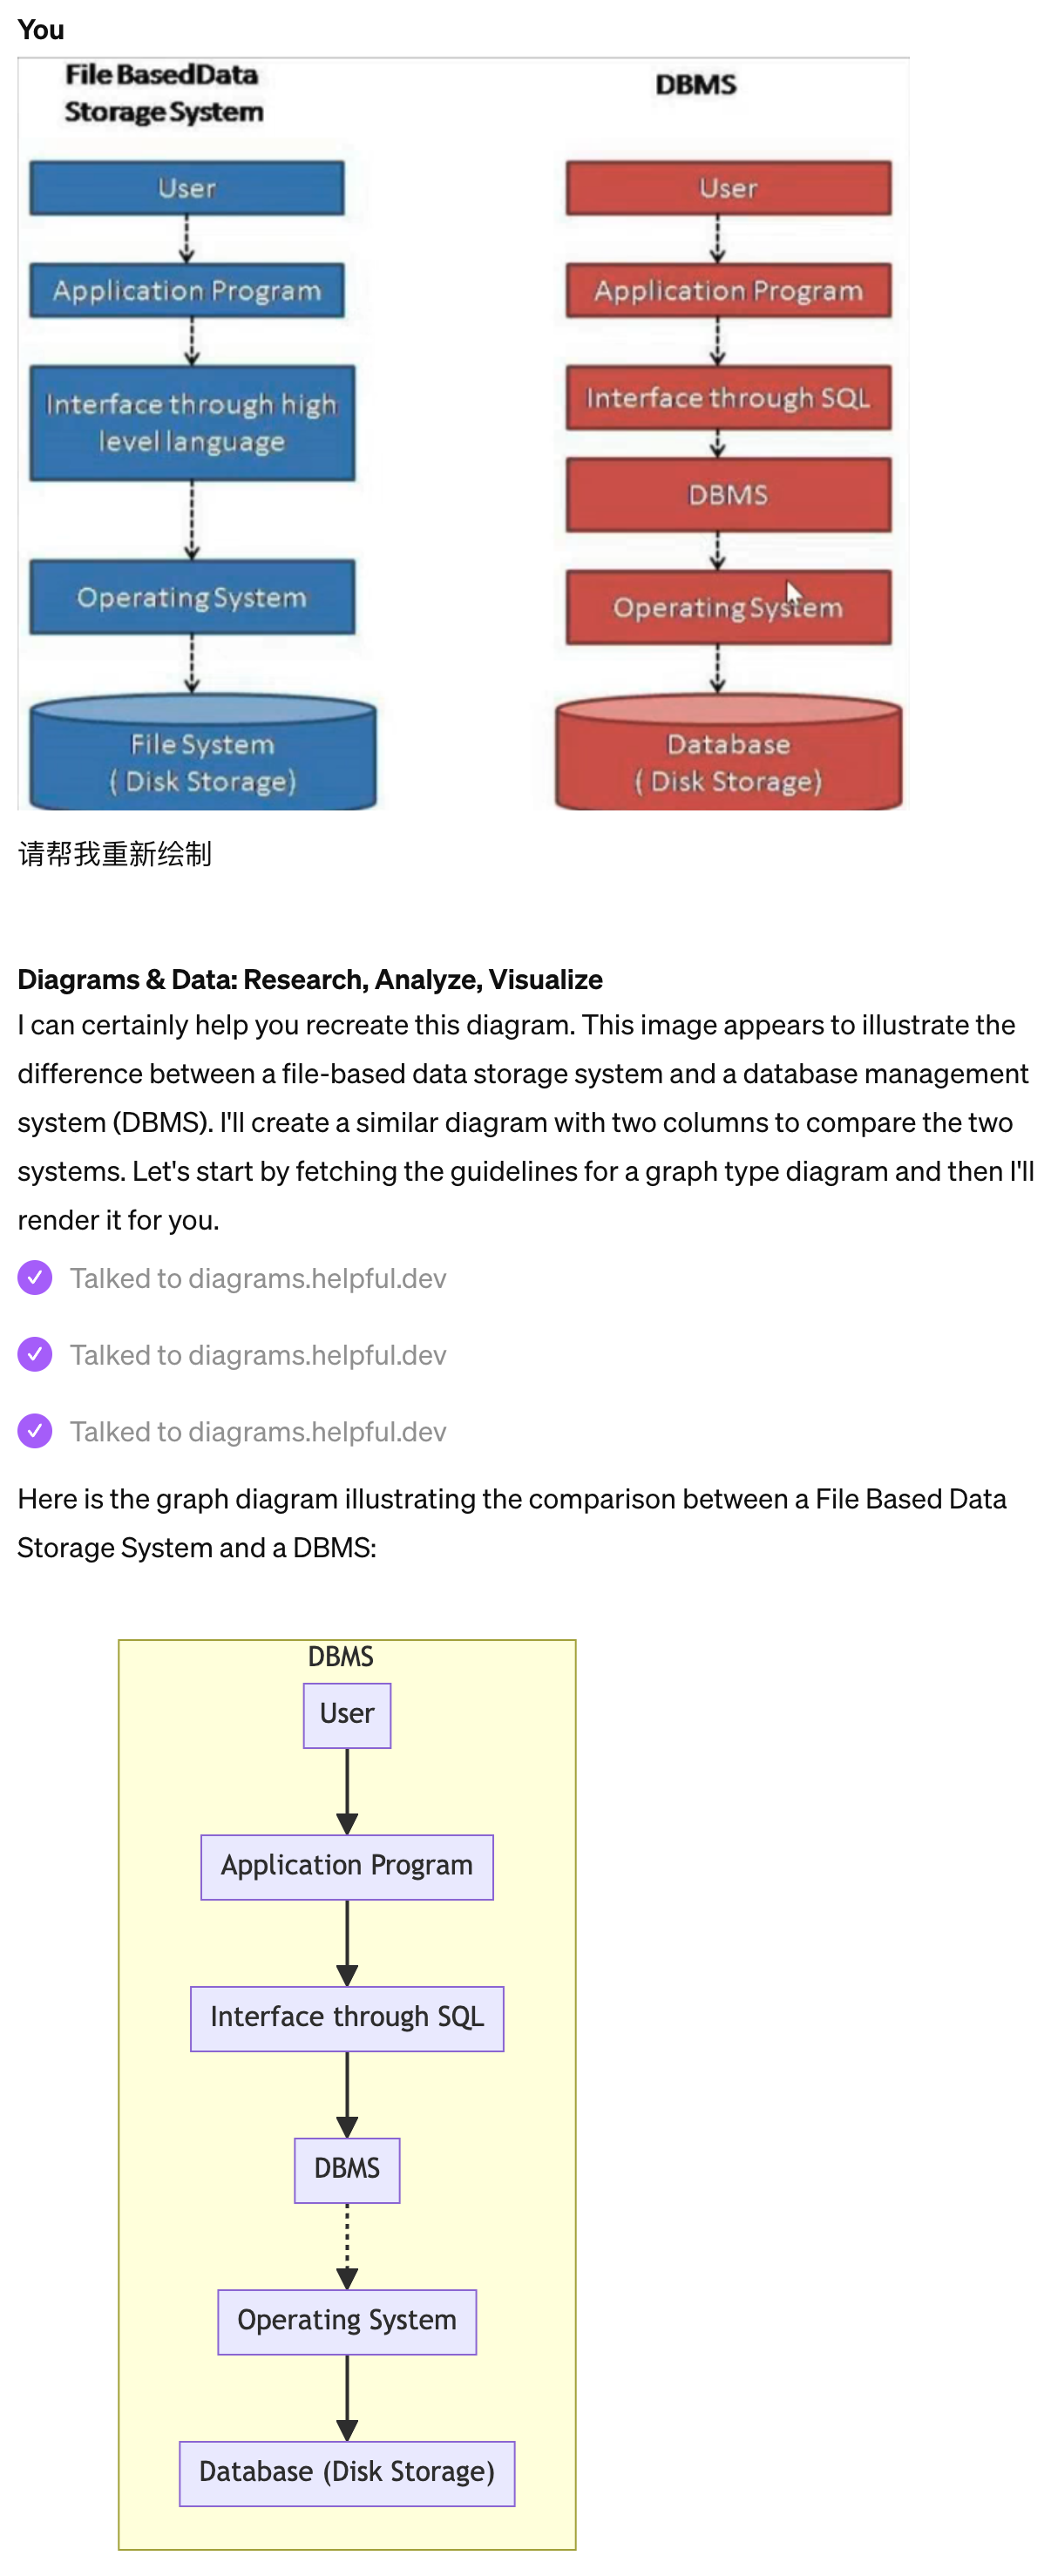 You
File Based Data
Storage System
User
Application Program
Interface through high
level language
Operating System
File System
( Disk Storage)
DBMS
User
Application Program
Interface through SQL
DBMS
Operating System
Database
( Disk Storage)
请帮我重新绘制
Diagrams & Data: Research, Analyze, Visualize
I can certainly help you recreate this diagram. This image appears to illustrate the
difference between a file-based data storage system and a database management
system (DBMS). I'll create a similar diagram with two columns to compare the two
systems. Let's start by fetching the guidelines for a graph type diagram and then I'll
render it for you.
Talked to diagrams.helpful.dev
Talked to diagrams.helpful.dev
Talked to diagrams.helpful.dev
Here is the graph diagram illustrating the comparison between a File Based Data
Storage System and a DBMS:
DBMS
User
Application Program
Interface through SQL
DBMS
Operating System
Database (Disk Storage)